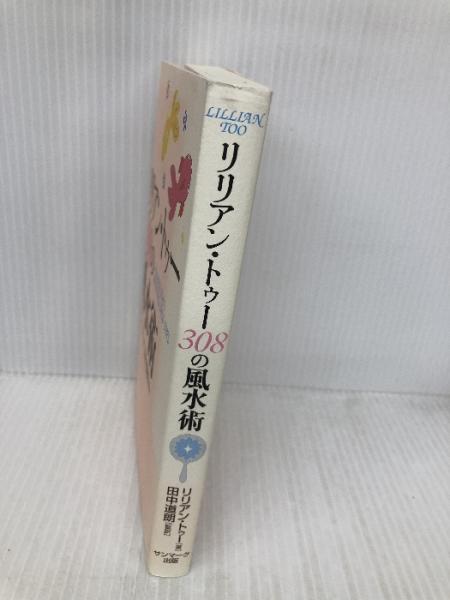 LILLIAN
TOO
リリアン・トゥー
308の風水術
リリアン・トゥー[著]
田中道明[監訳]
サンマーク
出版